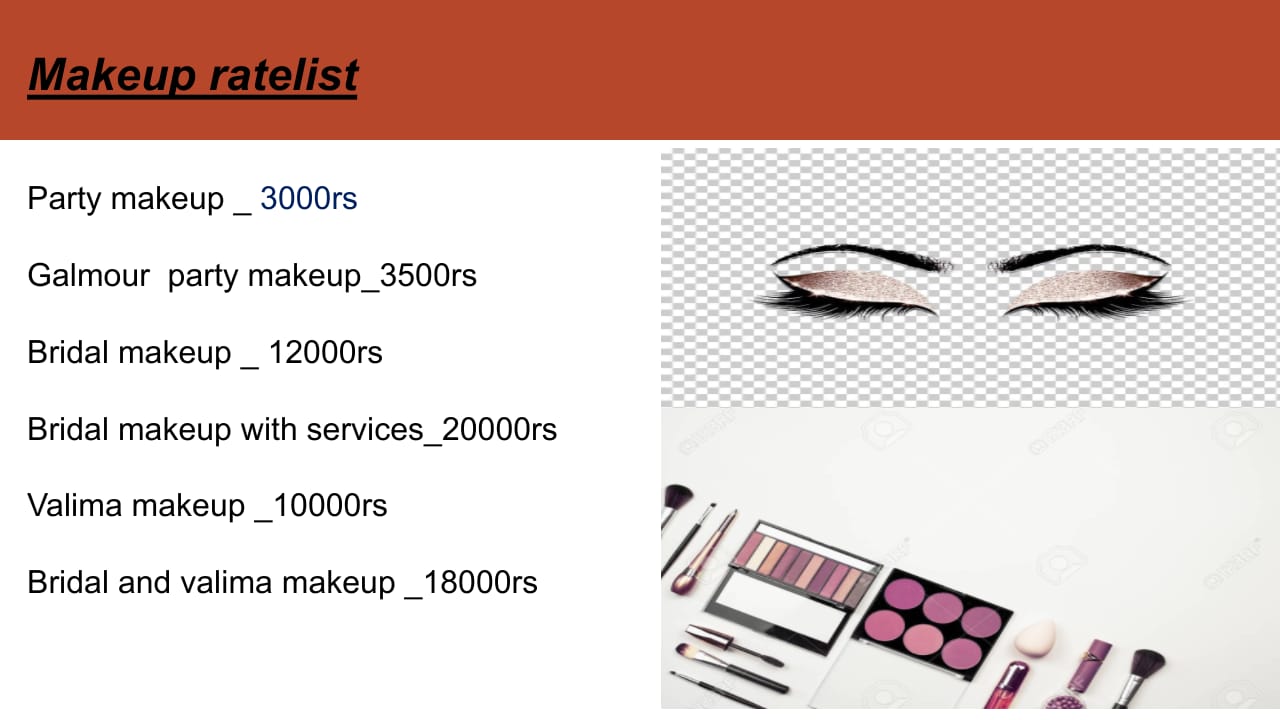 Makeup ratelist
Party makeup _ 3000rs
Galmour  party makeup_3500rs
Bridal makeup _ 12000rs
Bridal makeup with services_20000rs
Valima makeup _10000rs
Bridal and valima makeup _18000rs